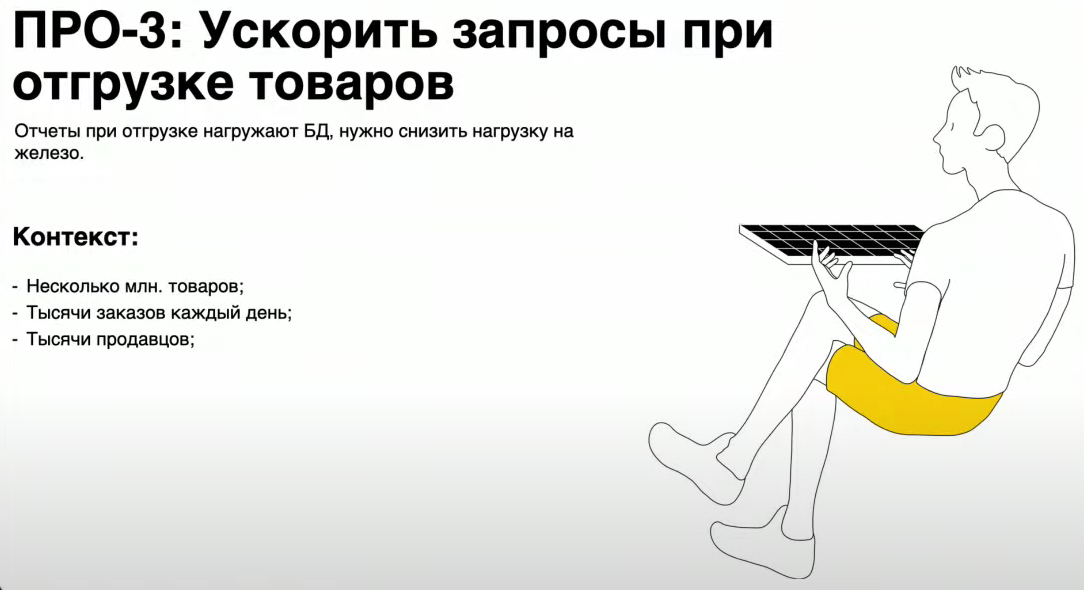 ПРО-3: Ускорить запросы при
отгрузке товаров
Отчеты при отгрузке нагружают БД, нужно снизить нагрузку на
железо.
Контекст:
- Несколько млн. товаров;
- Тысячи заказов каждый день;
- Тысячи продавцов;